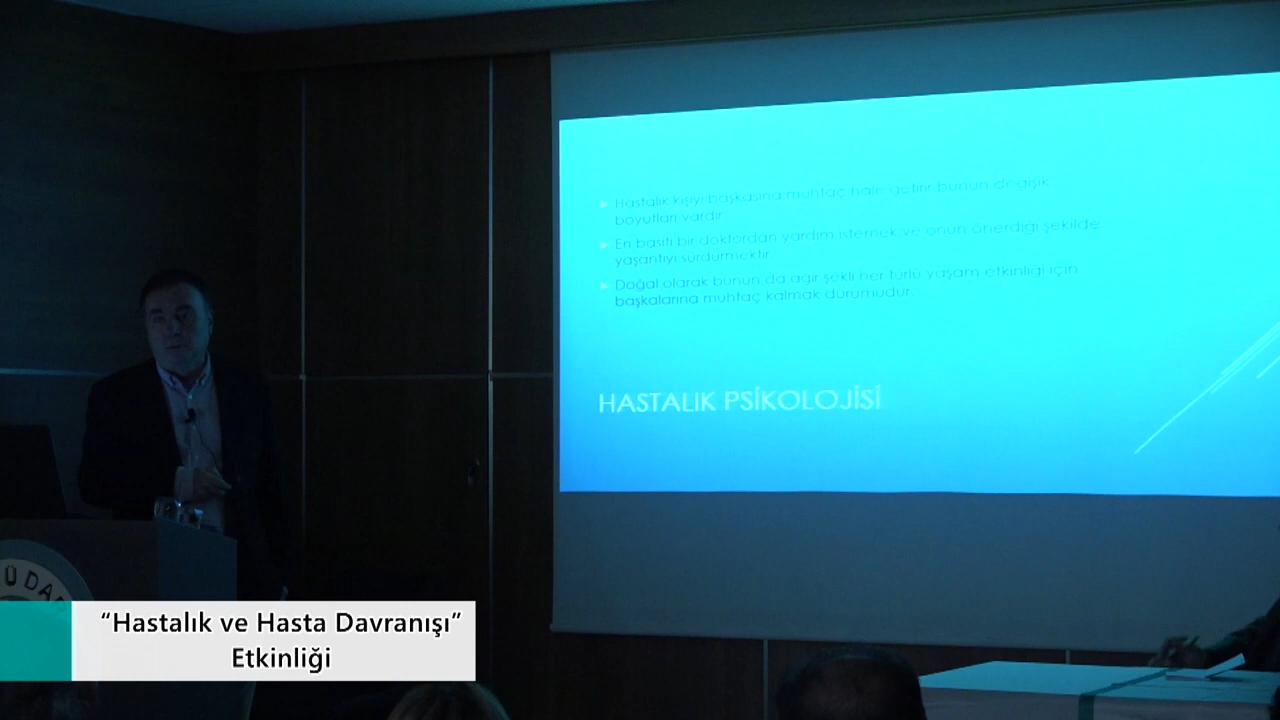 Hastalık kişiyi başkasına muhtaç hale getirir bunun değişik
boyutları vardır.
En basiti bir doktordan yardım istemek ve onun önerdiği şekilde
yaşantıyı sürdürmektir.
Doğal olarak bunun da ağır şekli her türlü yaşam etkinliği için
başkalarına muhtaç kalmak durumudur.
HASTALIK PSİKOLOJİSİ
Ü DA
“Hastalık ve Hasta Davranışı”
Etkinliği